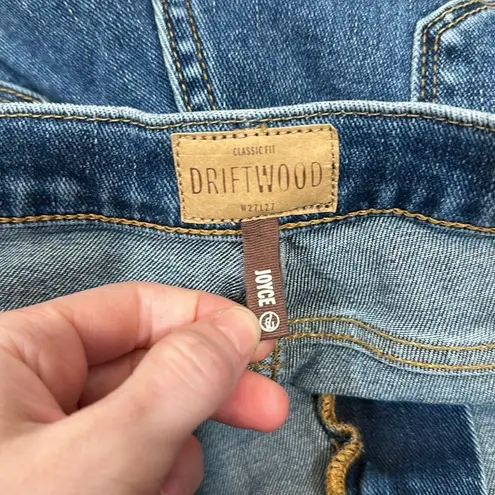 CLASSIC FIT
DRIFTWOOD
W27L27
JOYCE